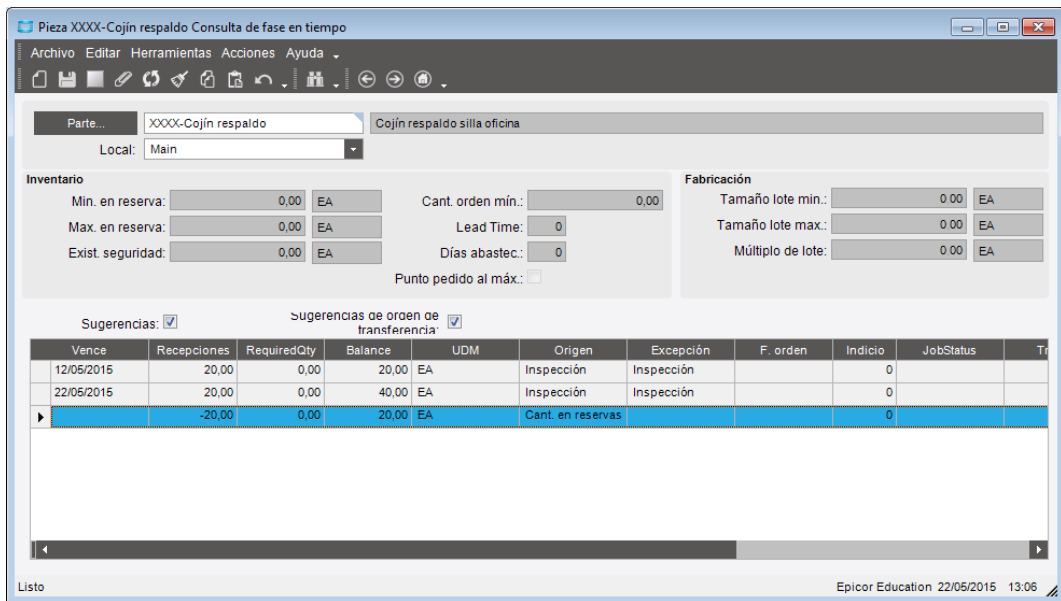 Pieza XXXX-Cojín respaldo Consulta de fase en tiempo
Archivo Editar Herramientas Acciones Ayuda
Parte... XXXX-Cojín respaldo Cojín respaldo silla oficina
Local: Main
Inventario Fabricación
Min. en reserva: 0,00 EA Cant. orden mín.: 0,00 Tamaño lote min.: 0 00 EA
Max. en reserva: 0,00 EA Lead Time: 0 Tamaño lote max.: 0 00 EA
Exist. seguridad: 0,00 EA Días abastec.: 0 Múltiplo de lote: 0 00 EA
Punto pedido al máx.:
Sugerencias: Sugerencias de orden de transferencia:
Vence Recepciones RequiredQty Balance UDM Origen Excepción F. orden Indicio JobStatus Tr
12/05/2015 20,00 0,00 20,00 EA Inspección Inspección 0
22/05/2015 20,00 0,00 40,00 EA Inspección Inspección 0
-20,00 0,00 20,00 EA Cant. en reservas 0
Listo Epicor Education 22/05/2015 13:06